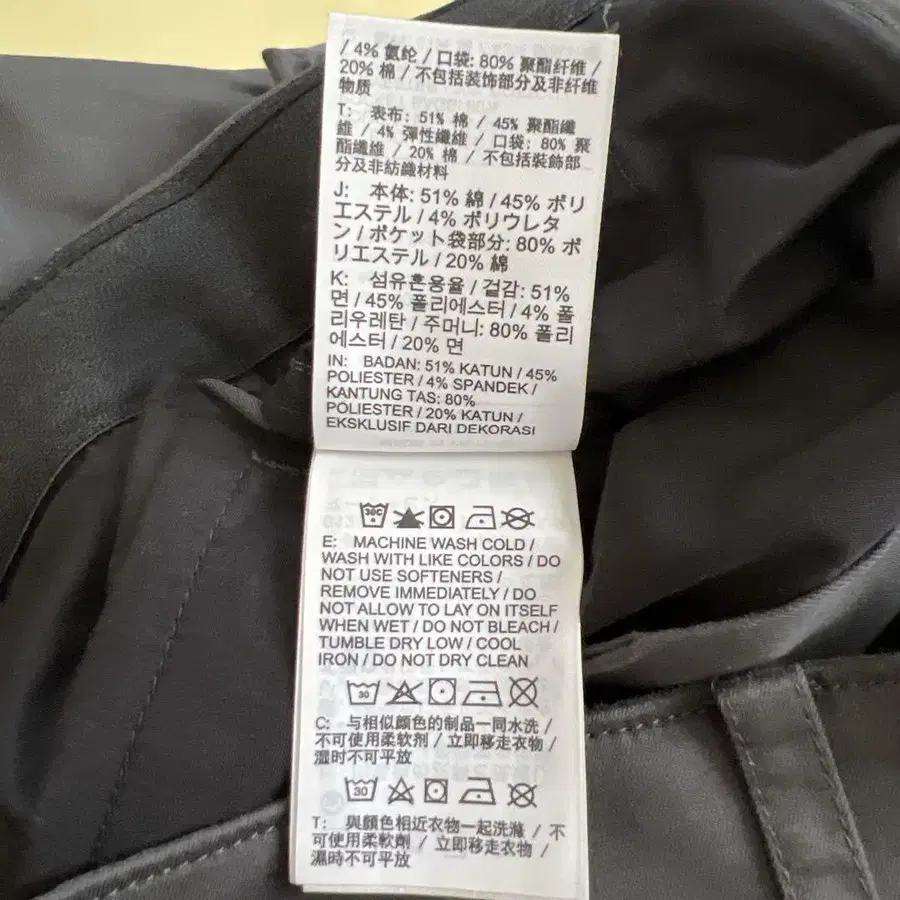 / 4% 氨纶 / 口袋: 80% 聚酯纤维 /
20% 棉 / 不包括装饰部分及非纤维
物质
T: 表布: 51% 棉 / 45% 聚酯纖
維 / 4% 彈性纖維 / 口袋: 80% 聚
酯纖維 / 20% 棉 / 不包括裝飾部
分及非紡織材料
J: 本体: 51% 綿 / 45% ポリ
エステル / 4% ポリウレタ
ン / ポケット袋部分: 80% ポ
リエステル / 20% 綿
K: 섬유혼용율 / 겉감: 51%
면 / 45% 폴리에스터 / 4% 폴
리우레탄 / 주머니: 80% 폴리
에스터 / 20% 면
IN: BADAN: 51% KATUN / 45%
POLIESTER / 4% SPANDEK /
KANTUNG TAS: 80%
POLIESTER / 20% KATUN /
EKSKLUSIF DARI DEKORASI
30C
E: MACHINE WASH COLD /
WASH WITH LIKE COLORS / DO
NOT USE SOFTENERS /
REMOVE IMMEDIATELY / DO
NOT ALLOW TO LAY ON ITSELF
WHEN WET / DO NOT BLEACH /
TUMBLE DRY LOW / COOL
IRON / DO NOT DRY CLEAN
30
C: 与相似颜色的制品一同水洗 /
不可使用柔软剂 / 立即移走衣物 /
湿时不可平放
30
T: 與顏色相近衣物一起洗滌 / 不
可使用柔軟劑 / 立即移走衣物 /
濕時不可平放